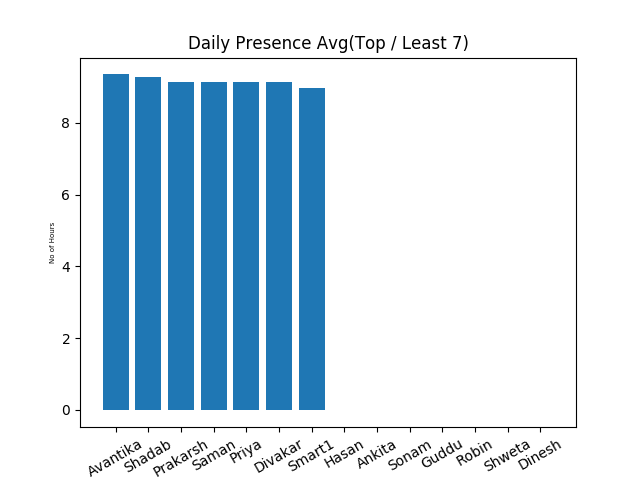 Daily Presence Avg(Top / Least 7)
No of Hours
8
6
4
2
0
Avantika
Shadab
Prakarsh
Saman
Priya
Divakar
Smart1
Hasan
Ankita
Sonam
Guddu
Robin
Shweta
Dinesh